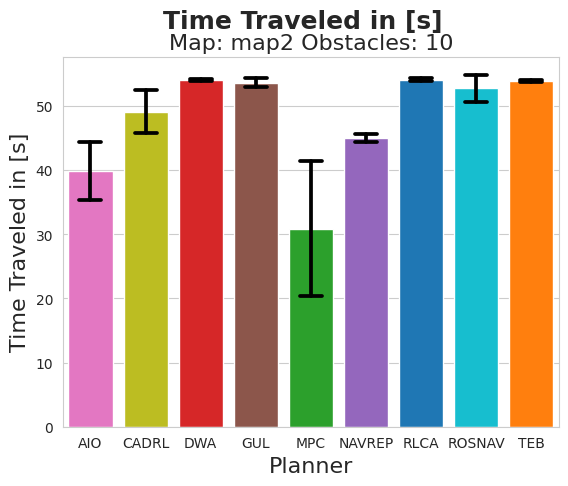 Time Traveled in [s]
Map: map2 Obstacles: 10
Time Traveled in [s]
50
40
30
20
10
0
AIO CADRL DWA GUL MPC NAVREP RLCA ROSNAV TEB
Planner